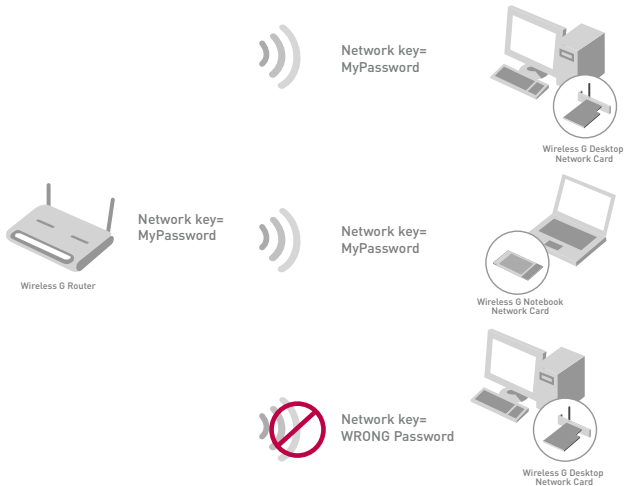 Network key=
MyPassword
Wireless G Desktop
Network Card
Network key=
MyPassword
Wireless G Router
Network key=
MyPassword
Wireless G Notebook
Network Card
Network key=
WRONG Password
Wireless G Desktop
Network Card